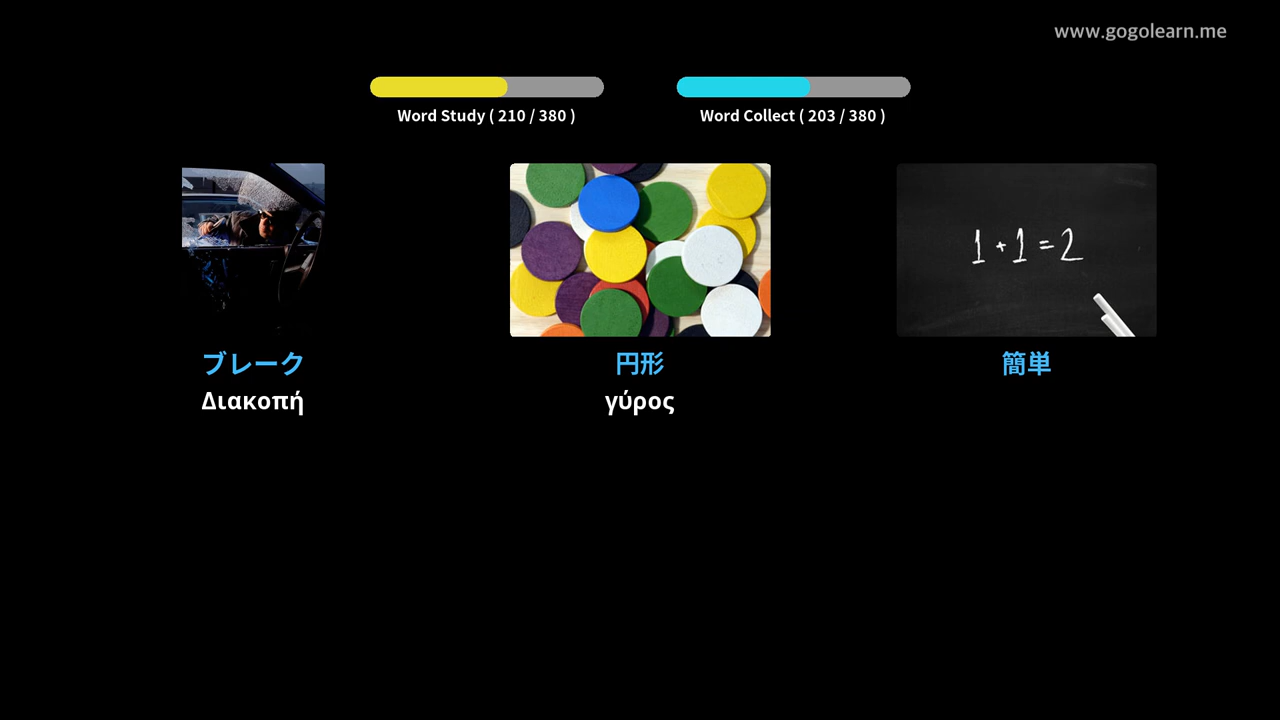 www.gogolearn.me
Word Study ( 210 / 380 )
Word Collect ( 203 / 380 )
1+1=2
ブレーク
円形
簡単
Διακοπή
γύρος